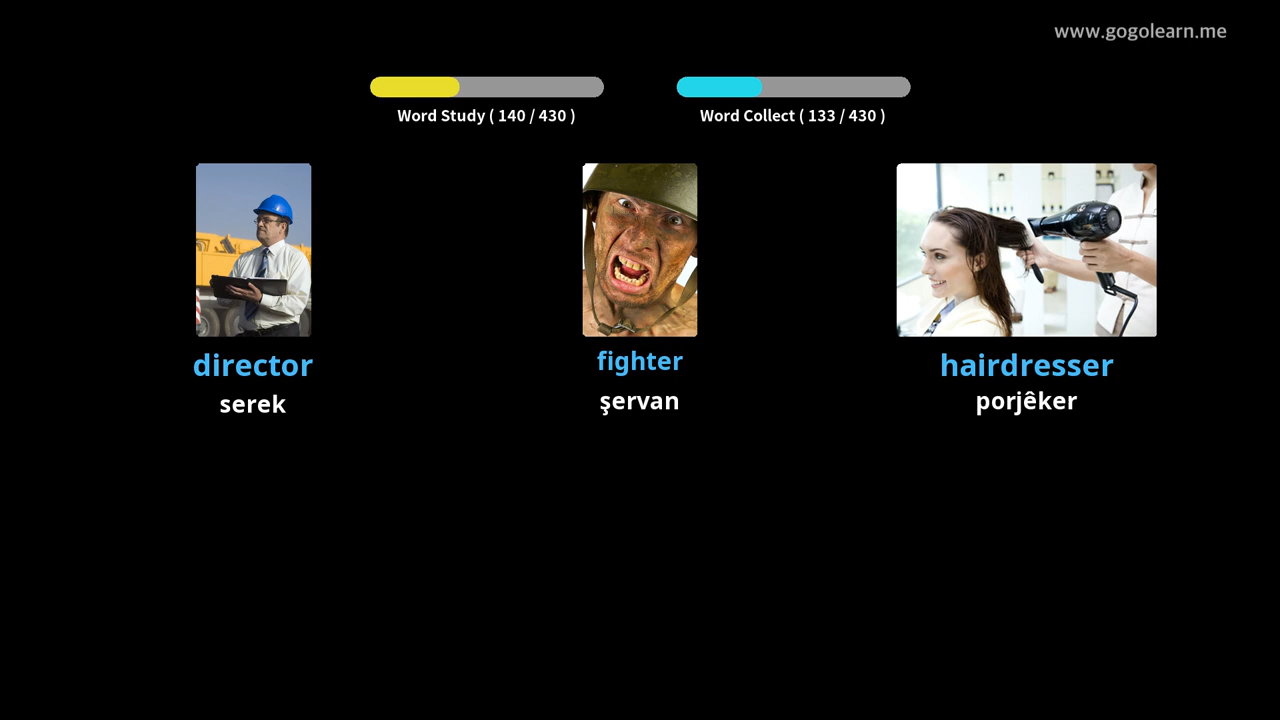 www.gogolearn.me
Word Study ( 140 / 430 )
Word Collect ( 133 / 430 )
director
serek
fighter
şervan
hairdresser
porjêker